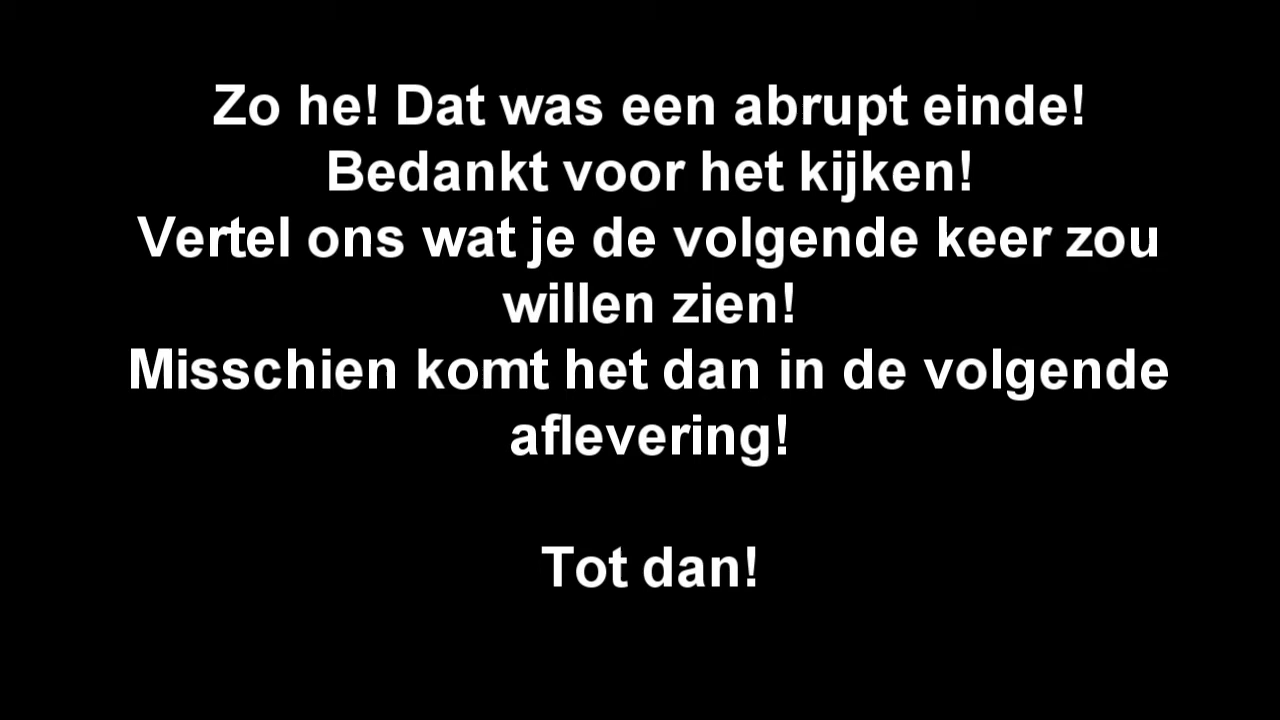 Zo he! Dat was een abrupt einde!
Bedankt voor het kijken!
Vertel ons wat je de volgende keer zou
willen zien!
Misschien komt het dan in de volgende
aflevering!
Tot dan!